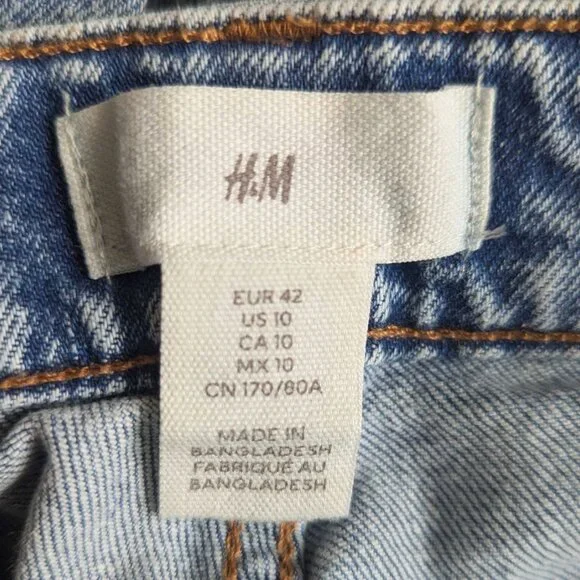 H&M
EUR 42
US 10
CA 10
MX 10
CN 170/80A
MADE IN
BANGLADESH
FABRIQUÉ AU
BANGLADESH